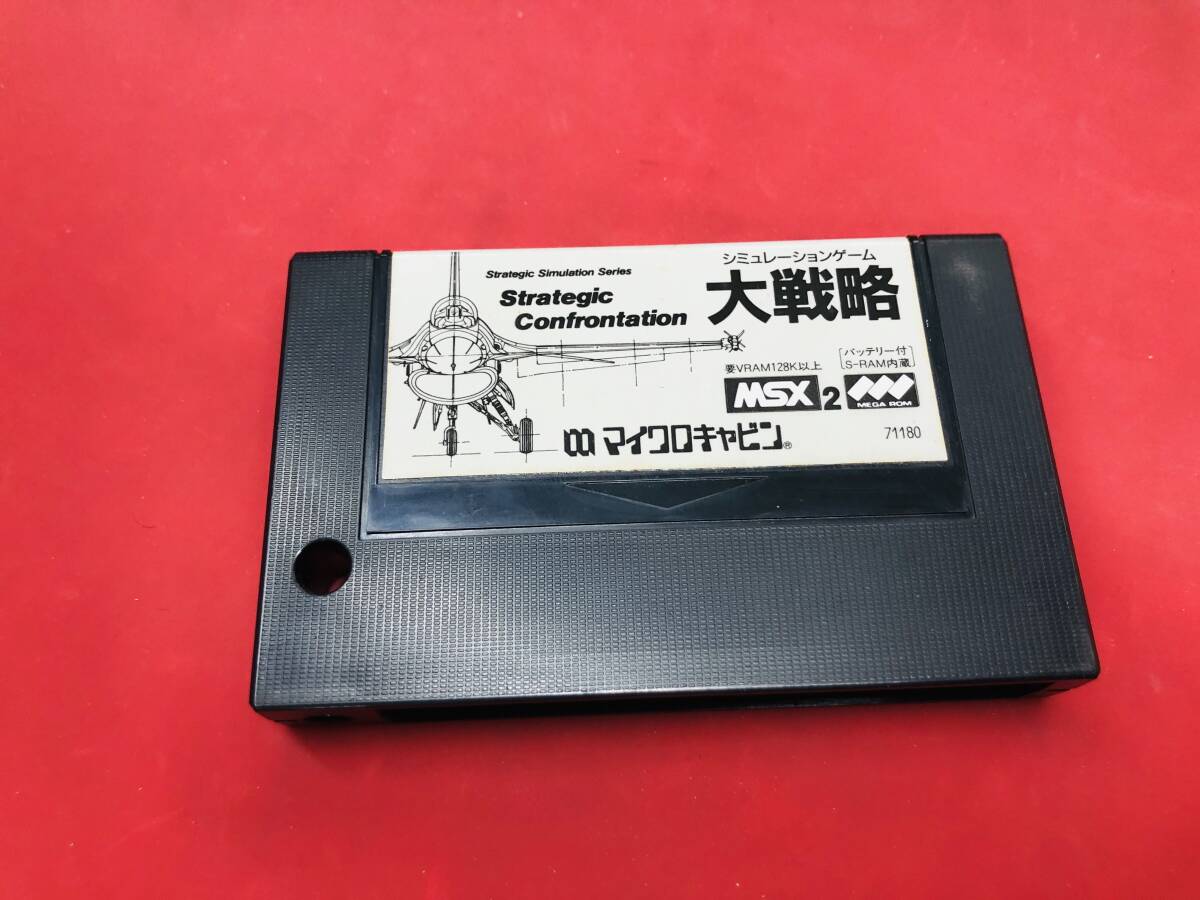 シミュレーションゲーム
Strategic Simulation Series
大戦略
Strategic
Confrontation
[バッテリー付
S-RAM内蔵]
要VRAM128K以上
MSX 2
MEGA ROM
マイクロキャビン®
71180